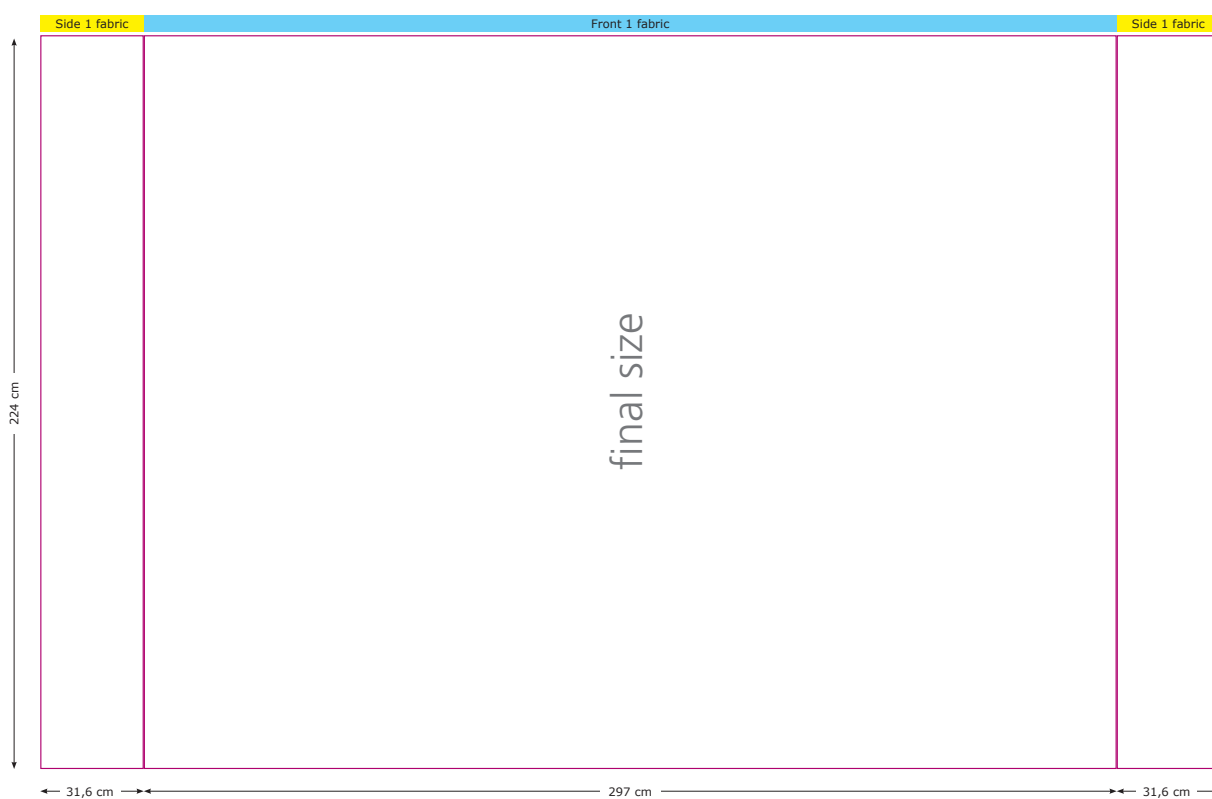 Side 1 fabric
Front 1 fabric
Side 1 fabric
224 cm
final size
31,6 cm
297 cm
31,6 cm